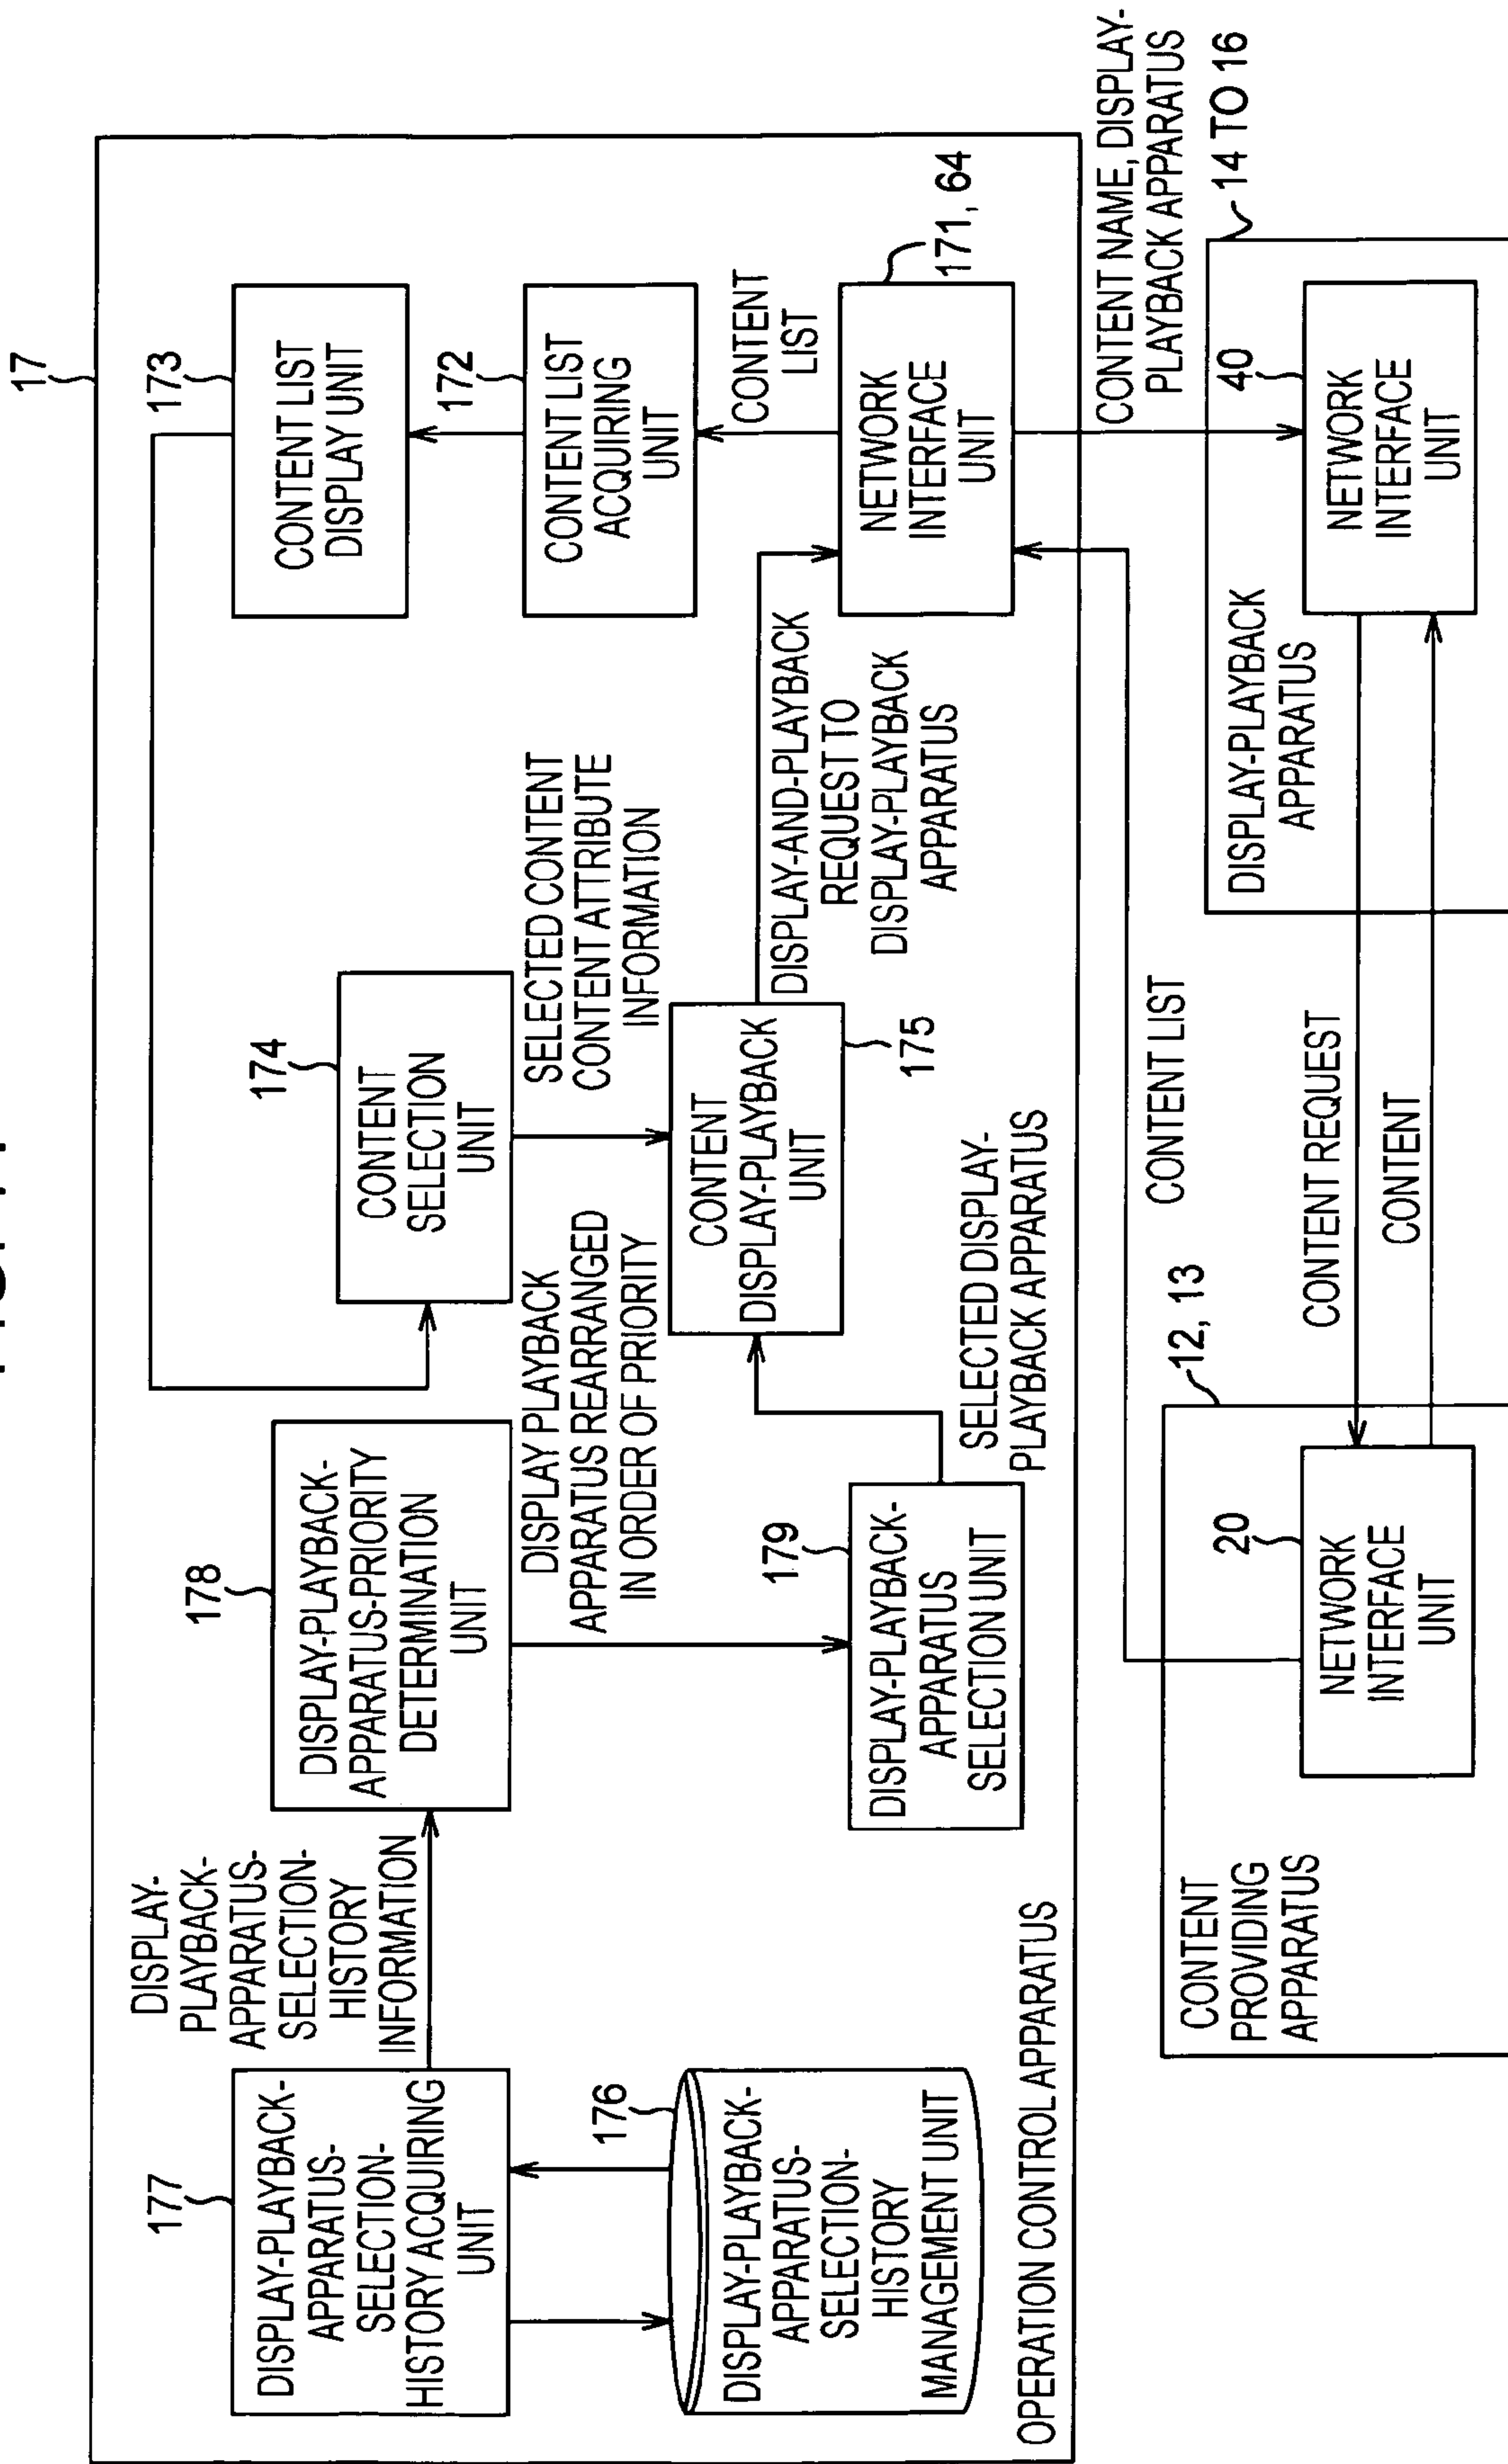 17
177
DISPLAY-PLAYBACK-
APPARATUS-
SELECTION-
HISTORY ACQUIRING
UNIT
DISPLAY-
PLAYBACK-
APPARATUS-
SELECTION-
HISTORY
INFORMATION
178
DISPLAY-PLAYBACK-
APPARATUS-PRIORITY
DETERMINATION
UNIT
174
CONTENT
SELECTION
UNIT
173
CONTENT LIST
DISPLAY UNIT
172
CONTENT LIST
ACQUIRING
UNIT
DISPLAY PLAYBACK
APPARATUS REARRANGED
IN ORDER OF PRIORITY
SELECTED CONTENT
CONTENT ATTRIBUTE
INFORMATION
CONTENT
LIST
176
DISPLAY-PLAYBACK-
APPARATUS-
SELECTION-
HISTORY
MANAGEMENT UNIT
179
DISPLAY-PLAYBACK-
APPARATUS
SELECTION UNIT
CONTENT
DISPLAY-PLAYBACK
UNIT
175
DISPLAY-AND-PLAYBACK
REQUEST TO
DISPLAY-PLAYBACK
APPARATUS
NETWORK
INTERFACE
UNIT
171, 64
SELECTED DISPLAY-
PLAYBACK APPARATUS
OPERATION CONTROL APPARATUS
CONTENT NAME, DISPLAY-
PLAYBACK APPARATUS
CONTENT LIST
12, 13
CONTENT
PROVIDING
APPARATUS
20
NETWORK
INTERFACE
UNIT
CONTENT REQUEST
CONTENT
14 TO 16
DISPLAY-PLAYBACK
APPARATUS
40
NETWORK
INTERFACE
UNIT